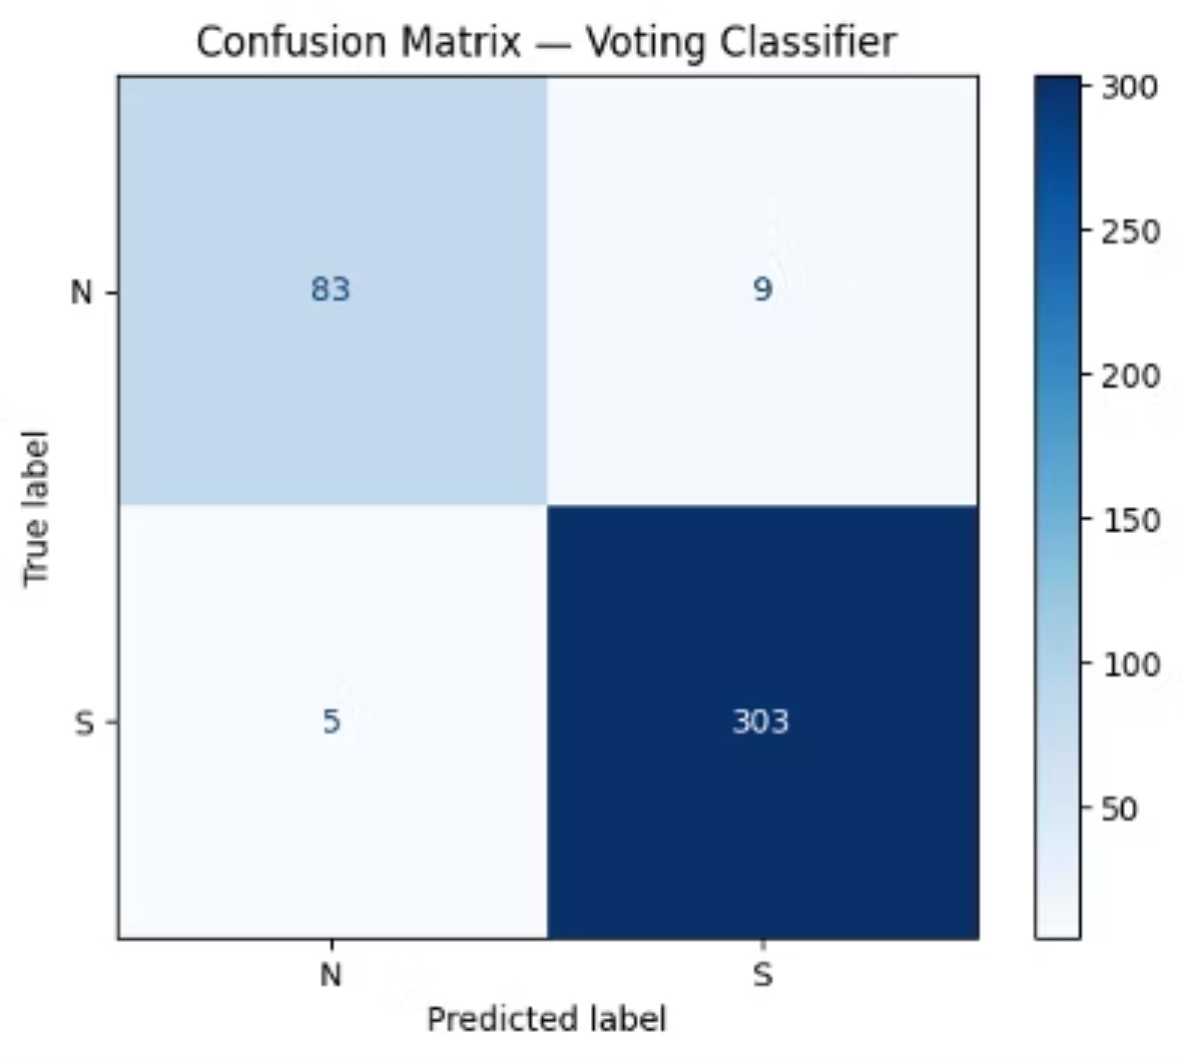 Confusion Matrix — Voting Classifier
300
250
200
150
100
50
True label
N
83
9
S
5
303
N
S
Predicted label